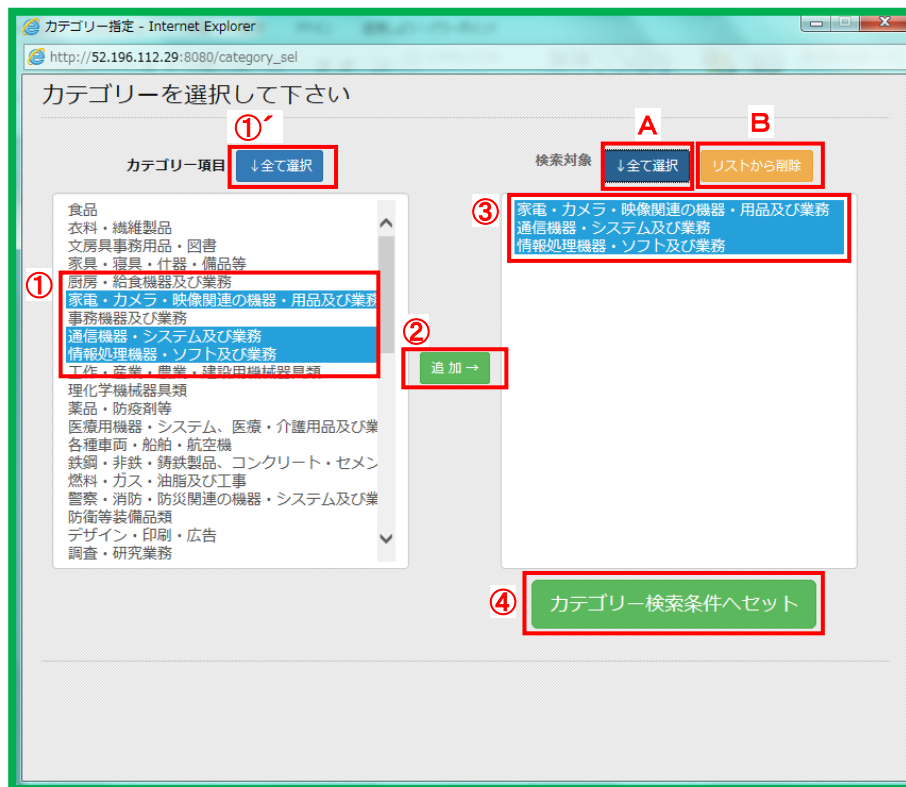 カテゴリー指定 - Internet Explorer
http://52.196.112.29:8080/category_sel
カテゴリーを選択して下さい
①´
A
B
カテゴリー項目
↓全て選択
検索対象
↓全て選択
リストから削除
食品
衣料・繊維製品
文房具事務用品・図書
家具・寝具・什器・備品等
厨房・給食機器及び業務
①
家電・カメラ・映像関連の機器・用品及び業務
事務機器及び業務
通信機器・システム及び業務
情報処理機器・ソフト及び業務
工作・産業・農業・建設用機械器具類
理化学機械器具類
薬品・防疫剤等
医療用機器・システム、医療・介護用品及び業
各種車両・船舶・航空機
鉄鋼・非鉄・鋳鉄製品、コンクリート・セメン
燃料・ガス・油脂及び工事
警察・消防・防災関連の機器・システム及び業
防衛等装備品類
デザイン・印刷・広告
調査・研究業務
②
追 加 →
③
家電・カメラ・映像関連の機器・用品及び業務
通信機器・システム及び業務
情報処理機器・ソフト及び業務
④
カテゴリー検索条件へセット